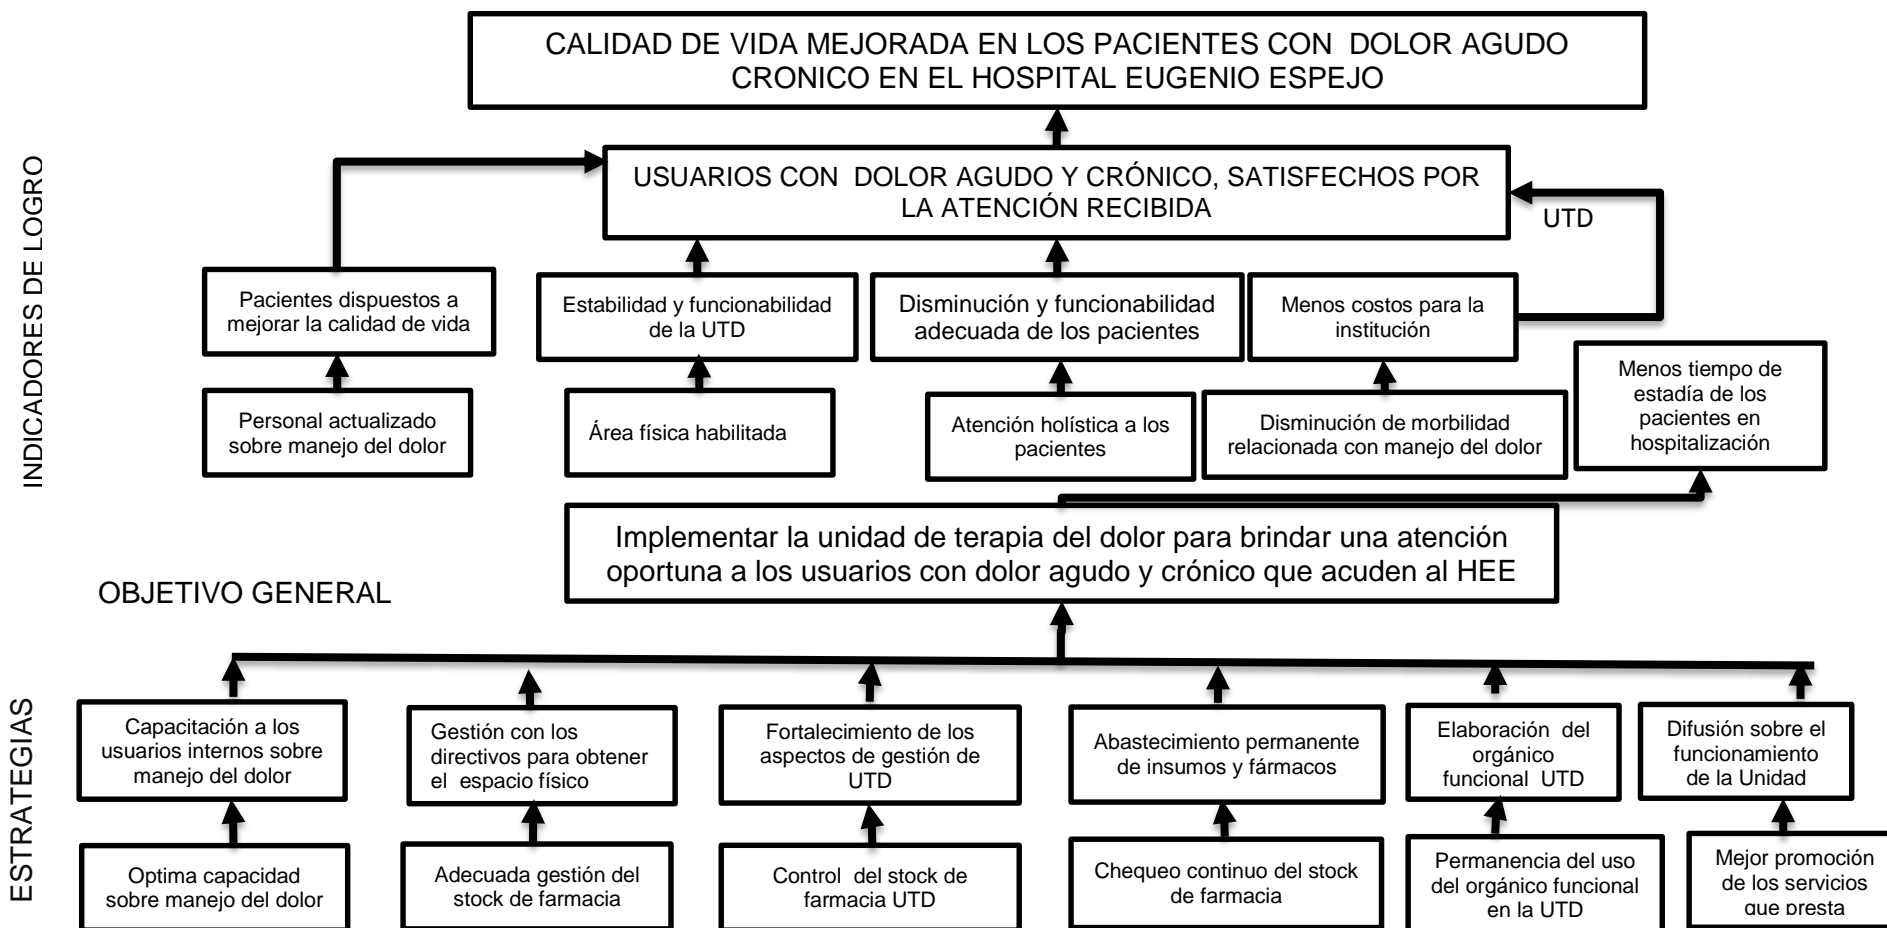 CALIDAD DE VIDA MEJORADA EN LOS PACIENTES CON DOLOR AGUDO
CRONICO EN EL HOSPITAL EUGENIO ESPEJO
INDICADORES DE LOGRO
USUARIOS CON DOLOR AGUDO Y CRÓNICO, SATISFECHOS POR
LA ATENCIÓN RECIBIDA
UTD
Pacientes dispuestos a
mejorar la calidad de vida
Estabilidad y funcionabilidad
de la UTD
Disminución y funcionabilidad
adecuada de los pacientes
Menos costos para la
institución
Menos tiempo de
estadía de los
pacientes en
hospitalización
Personal actualizado
sobre manejo del dolor
Área física habilitada
Atención holística a los
pacientes
Disminución de morbilidad
relacionada con manejo del dolor
Implementar la unidad de terapia del dolor para brindar una atención
oportuna a los usuarios con dolor agudo y crónico que acuden al HEE
OBJETIVO GENERAL
ESTRATEGIAS
Capacitación a los
usuarios internos sobre
manejo del dolor
Gestión con los
directivos para obtener
el espacio físico
Fortalecimiento de los
aspectos de gestión de
UTD
Abastecimiento permanente
de insumos y fármacos
Elaboración del
orgánico
funcional UTD
Difusión sobre el
funcionamiento
de la Unidad
Optima capacidad
sobre manejo del dolor
Adecuada gestión del
stock de farmacia
Control del stock de
farmacia UTD
Chequeo continuo del stock
de farmacia
Permanencia del uso
del orgánico funcional
en la UTD
Mejor promoción
de los servicios
que presta